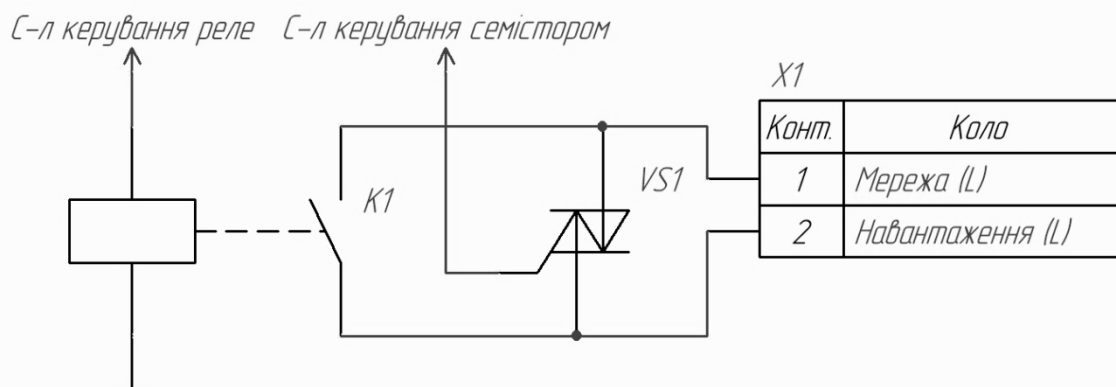 С-л керування реле С-л керування семістором
X1
Конт. Коло
K1 VS1 1 Мережа (L)
2 Навантаження (L)